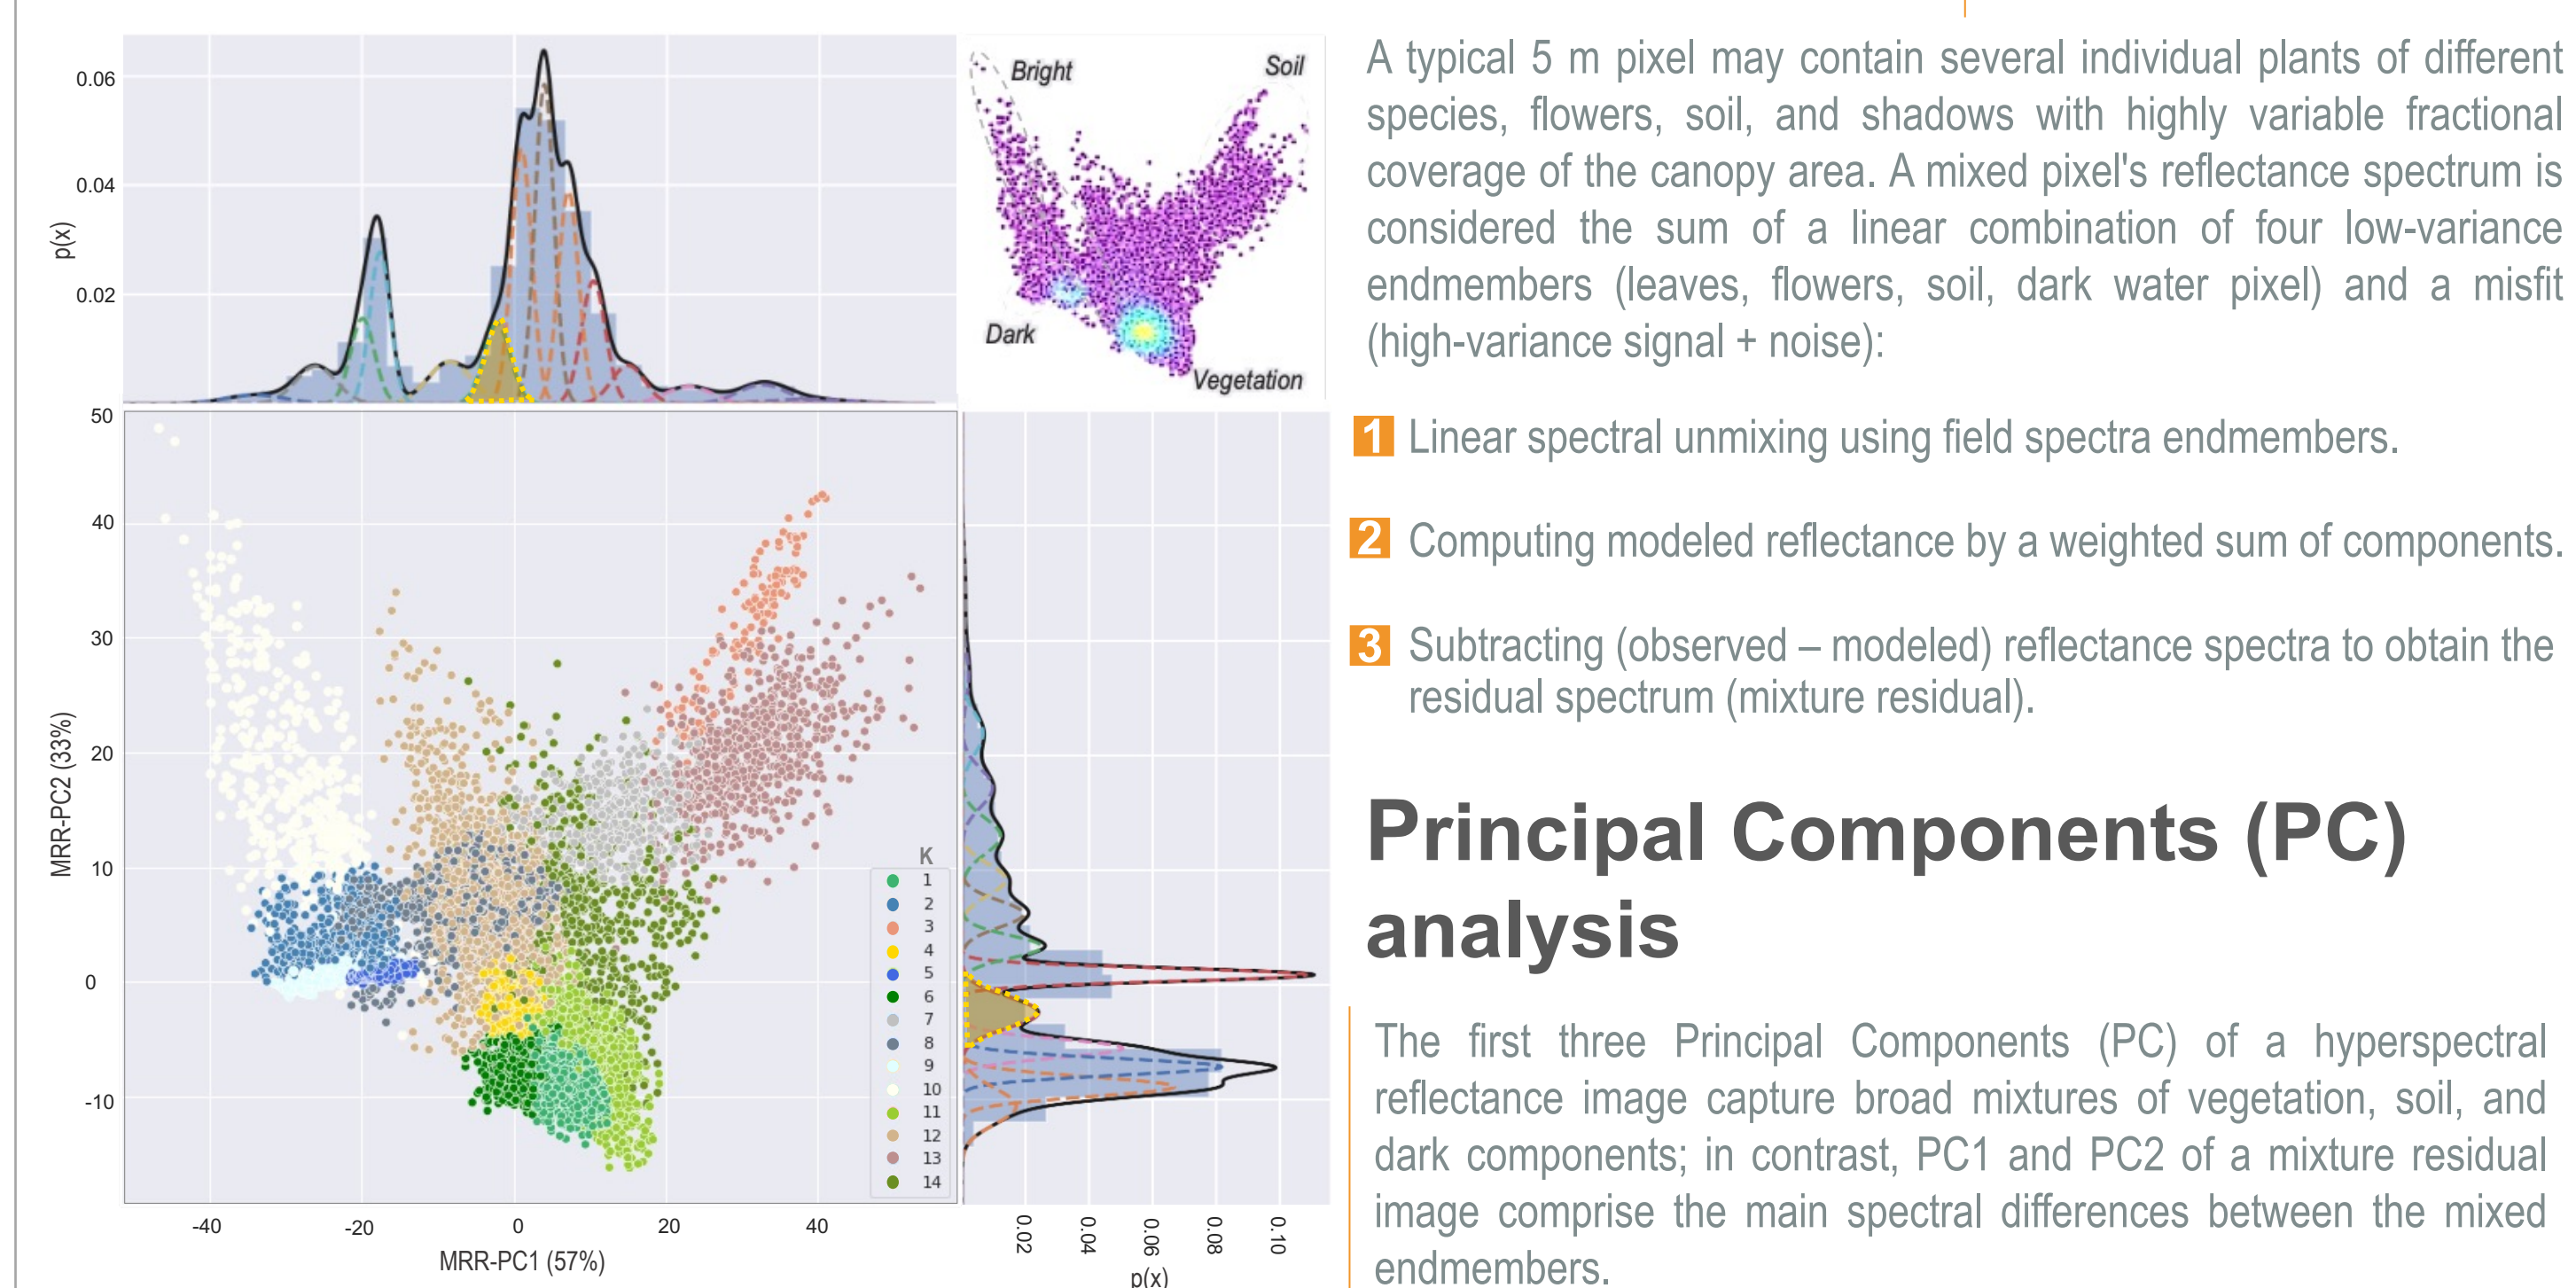 0.06
0.04
0.02
p(x)
Bright
Soil
Dark
Vegetation
50
40
30
20
10
0
-10
MRR-PC2 (33%)
K
1
2
3
4
5
6
7
8
9
10
11
12
13
14
-40
-20
0
20
40
MRR-PC1 (57%)
0.02
0.04
0.06
0.08
0.10
p(x)
A typical 5 m pixel may contain several individual plants of different
species, flowers, soil, and shadows with highly variable fractional
coverage of the canopy area. A mixed pixel's reflectance spectrum is
considered the sum of a linear combination of four low-variance
endmembers (leaves, flowers, soil, dark water pixel) and a misfit
(high-variance signal + noise):
1 Linear spectral unmixing using field spectra endmembers.
2 Computing modeled reflectance by a weighted sum of components.
3 Subtracting (observed – modeled) reflectance spectra to obtain the
residual spectrum (mixture residual).
Principal Components (PC)
analysis
The first three Principal Components (PC) of a hyperspectral
reflectance image capture broad mixtures of vegetation, soil, and
dark components; in contrast, PC1 and PC2 of a mixture residual
image comprise the main spectral differences between the mixed
endmembers.